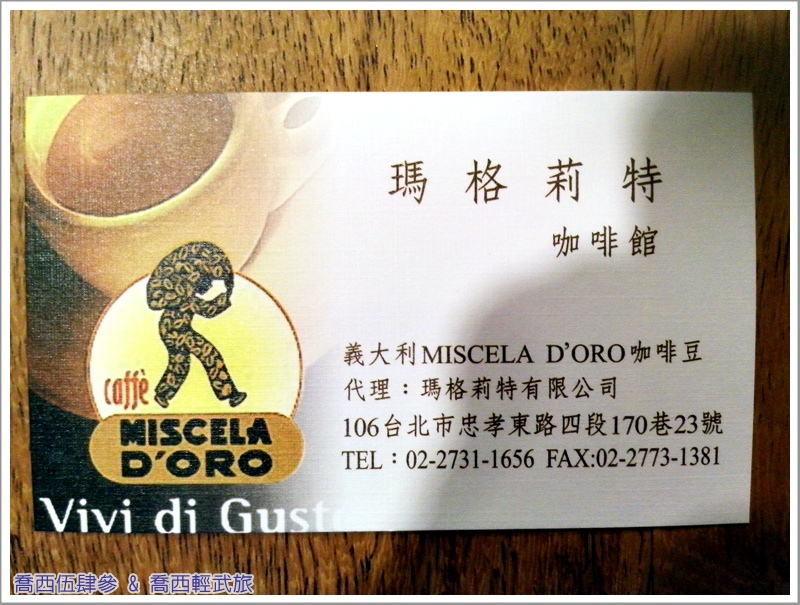 瑪格莉特
咖啡館
義大利MISCELA D'ORO咖啡豆
代理：瑪格莉特有限公司
106台北市忠孝東路四段170巷23號
TEL：02-2731-1656 FAX:02-2773-1381
caffè
MISCELA
D'ORO
Vivi di Gusto
喬西伍肆參 & 喬西輕武旅